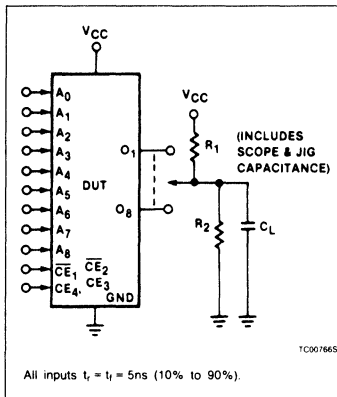 VCC
A0
A1
A2
A3
A4
A5
A6
A7
A8
CE1 CE2
CE4, CE3
GND
DUT
O1
O8
VCC
R1
(INCLUDES
SCOPE & JIG
CAPACITANCE)
R2
CL
TC00766S
All inputs tr = tf = 5ns (10% to 90%).